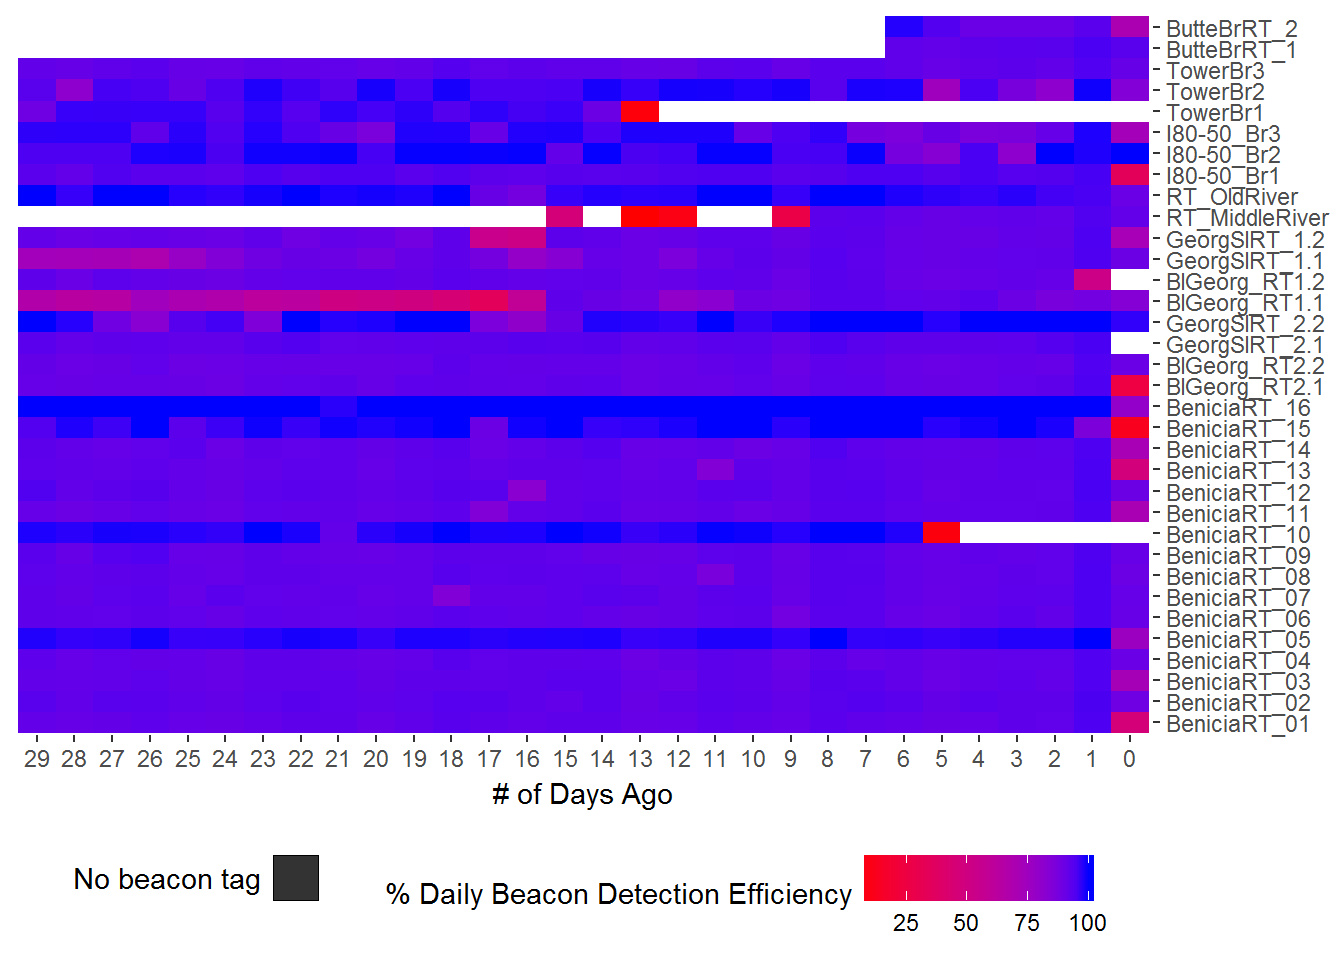 ButteBrRT_2
ButteBrRT_1
TowerBr3
TowerBr2
TowerBr1
I80-50_Br3
I80-50_Br2
I80-50_Br1
RT_OldRiver
RT_MiddleRiver
GeorgSlRT_1.2
GeorgSlRT_1.1
BlGeorg_RT1.2
BlGeorg_RT1.1
GeorgSlRT_2.2
GeorgSlRT_2.1
BlGeorg_RT2.2
BlGeorg_RT2.1
BeniciaRT_16
BeniciaRT_15
BeniciaRT_14
BeniciaRT_13
BeniciaRT_12
BeniciaRT_11
BeniciaRT_10
BeniciaRT_09
BeniciaRT_08
BeniciaRT_07
BeniciaRT_06
BeniciaRT_05
BeniciaRT_04
BeniciaRT_03
BeniciaRT_02
BeniciaRT_01
29 28 27 26 25 24 23 22 21 20 19 18 17 16 15 14 13 12 11 10 9 8 7 6 5 4 3 2 1 0
# of Days Ago
No beacon tag
% Daily Beacon Detection Efficiency
25 50 75 100